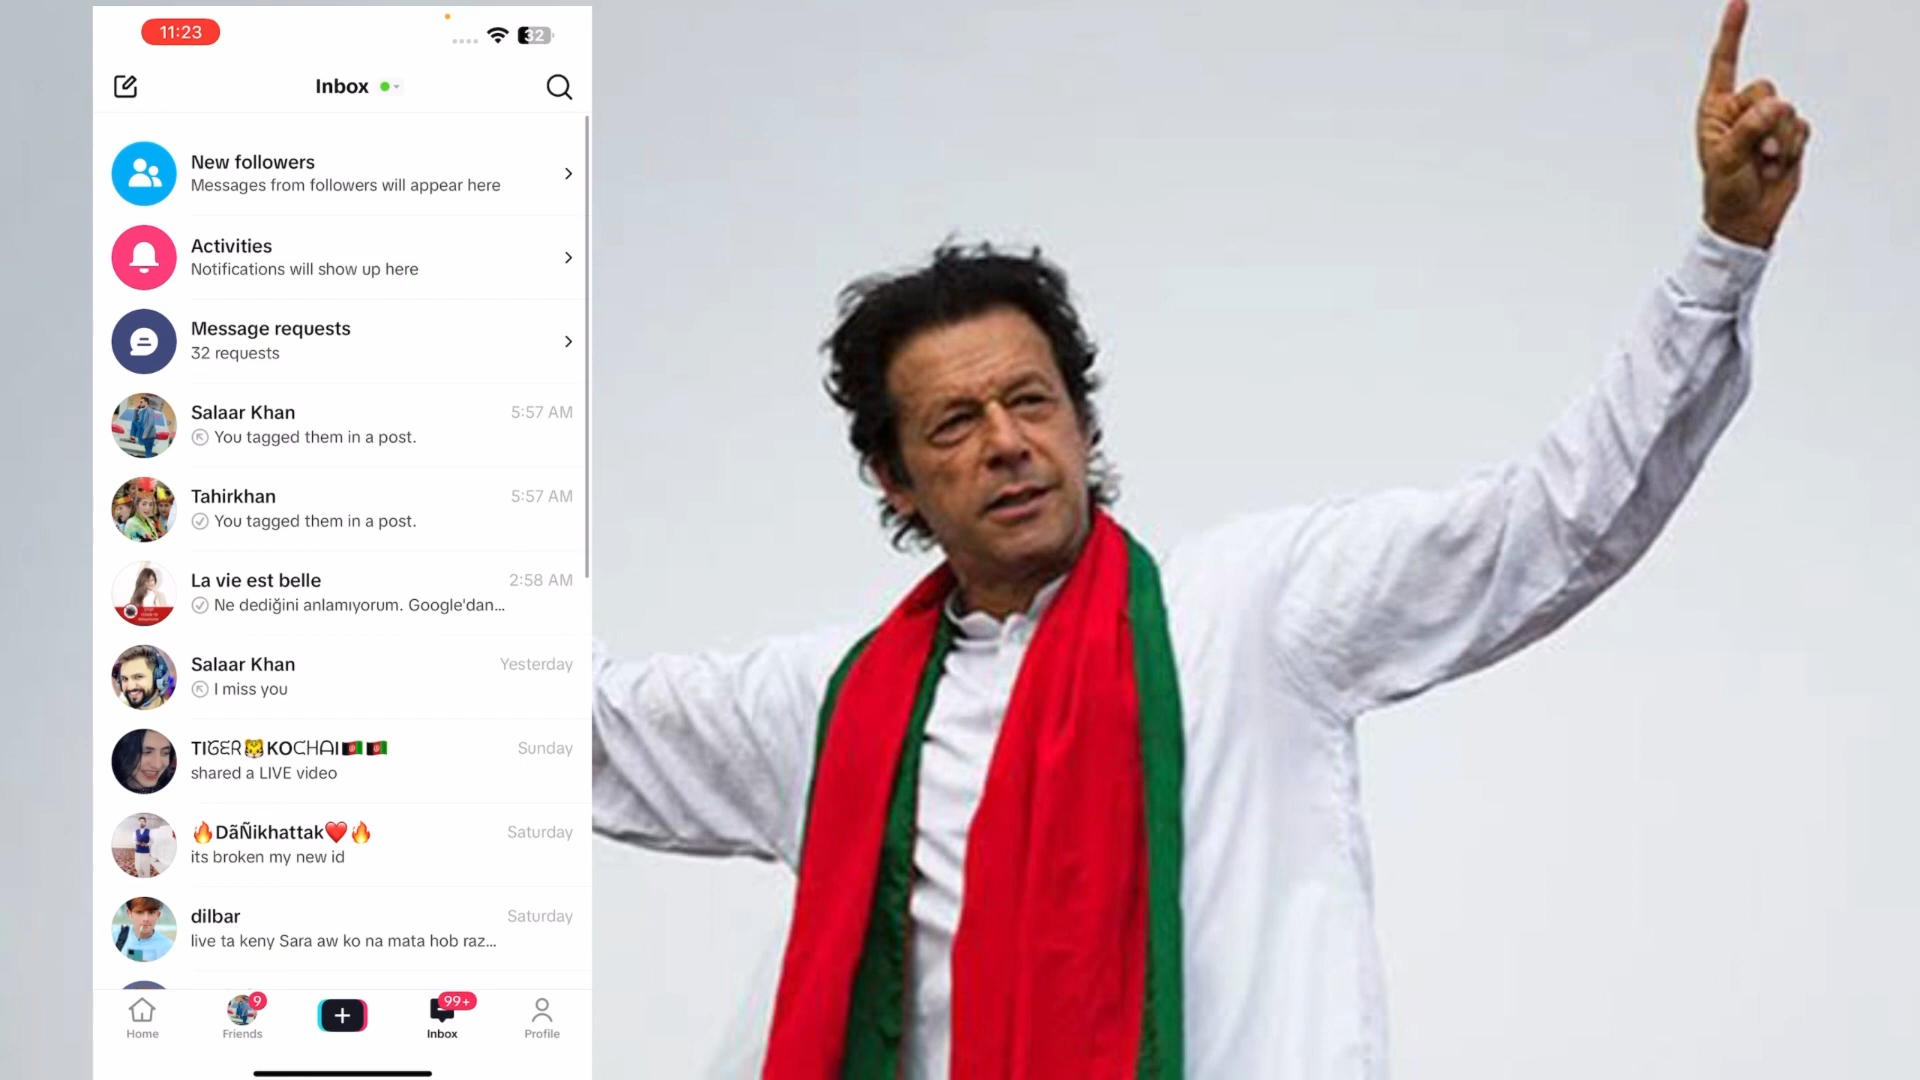 11:23
32
Inbox
New followers
Messages from followers will appear here
Activities
Notifications will show up here
Message requests
32 requests
Salaar Khan 5:57 AM
You tagged them in a post.
Tahirkhan 5:57 AM
You tagged them in a post.
La vie est belle 2:58 AM
Ne dediğini anlamıyorum. Google'dan...
Salaar Khan Yesterday
I miss you
TIGER🐯KOCHAI🇦🇫🇦🇫 Sunday
shared a LIVE video
🔥DãÑikhattak❤️🔥 Saturday
its broken my new id
dilbar Saturday
live ta keny Sara aw ko na mata hob raz...
9 99+
Home Friends Inbox Profile